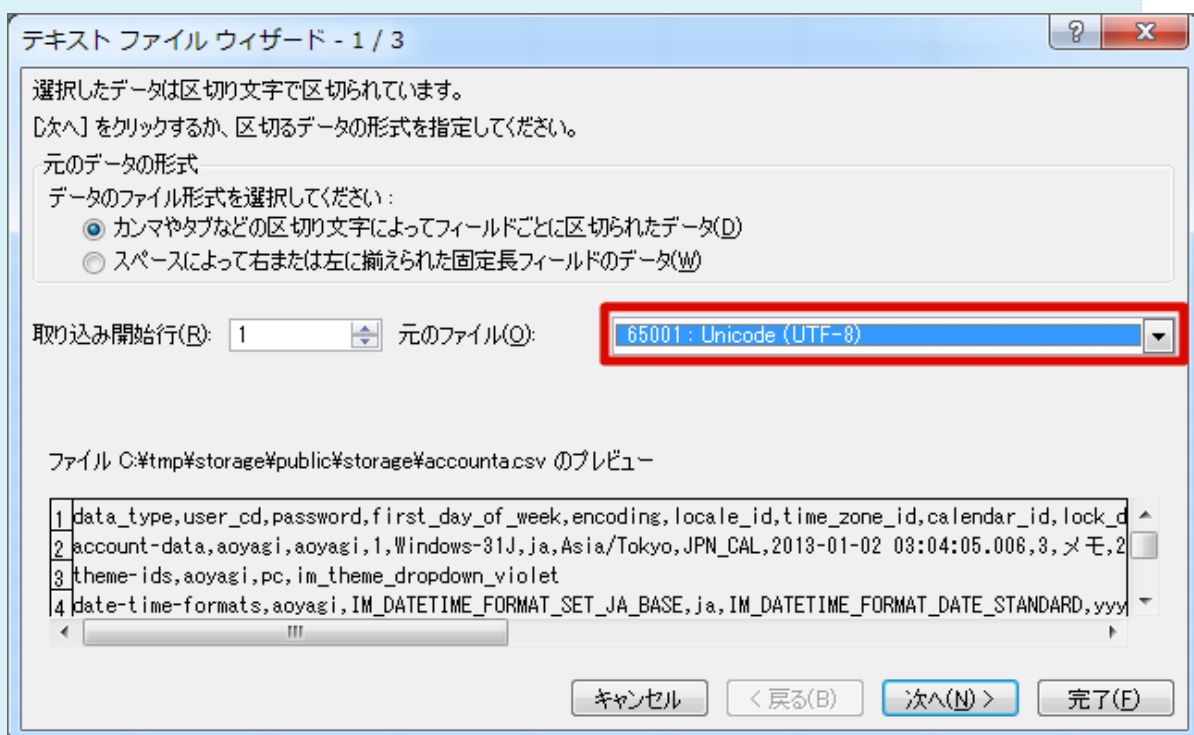 テキスト ファイル ウィザード - 1 / 3
選択したデータは区切り文字で区切られています。
[次へ] をクリックするか、区切るデータの形式を指定してください。
元のデータの形式
データのファイル形式を選択してください:
カンマやタブなどの区切り文字によってフィールドごとに区切られたデータ(D)
スペースによって右または左に揃えられた固定長フィールドのデータ(W)
取り込み開始行(R): 1 元のファイル(O): 65001 : Unicode (UTF-8)
ファイル C:¥tmp¥storage¥public¥storage¥accounta.csv のプレビュー
1 data_type,user_cd,password,first_day_of_week,encoding,locale_id,time_zone_id,calendar_id,lock_d
2 account-data,aoyagi,aoyagi,1,Windows-31J,ja,Asia/Tokyo,JPN_CAL,2013-01-02 03:04:05.006,3,メモ,2
3 theme-ids,aoyagi,pc,im_theme_dropdown_violet
4 date-time-formats,aoyagi,IM_DATETIME_FORMAT_SET_JA_BASE,ja,IM_DATETIME_FORMAT_DATE_STANDARD,yyy
キャンセル < 戻る(B) 次へ(N) > 完了(F)